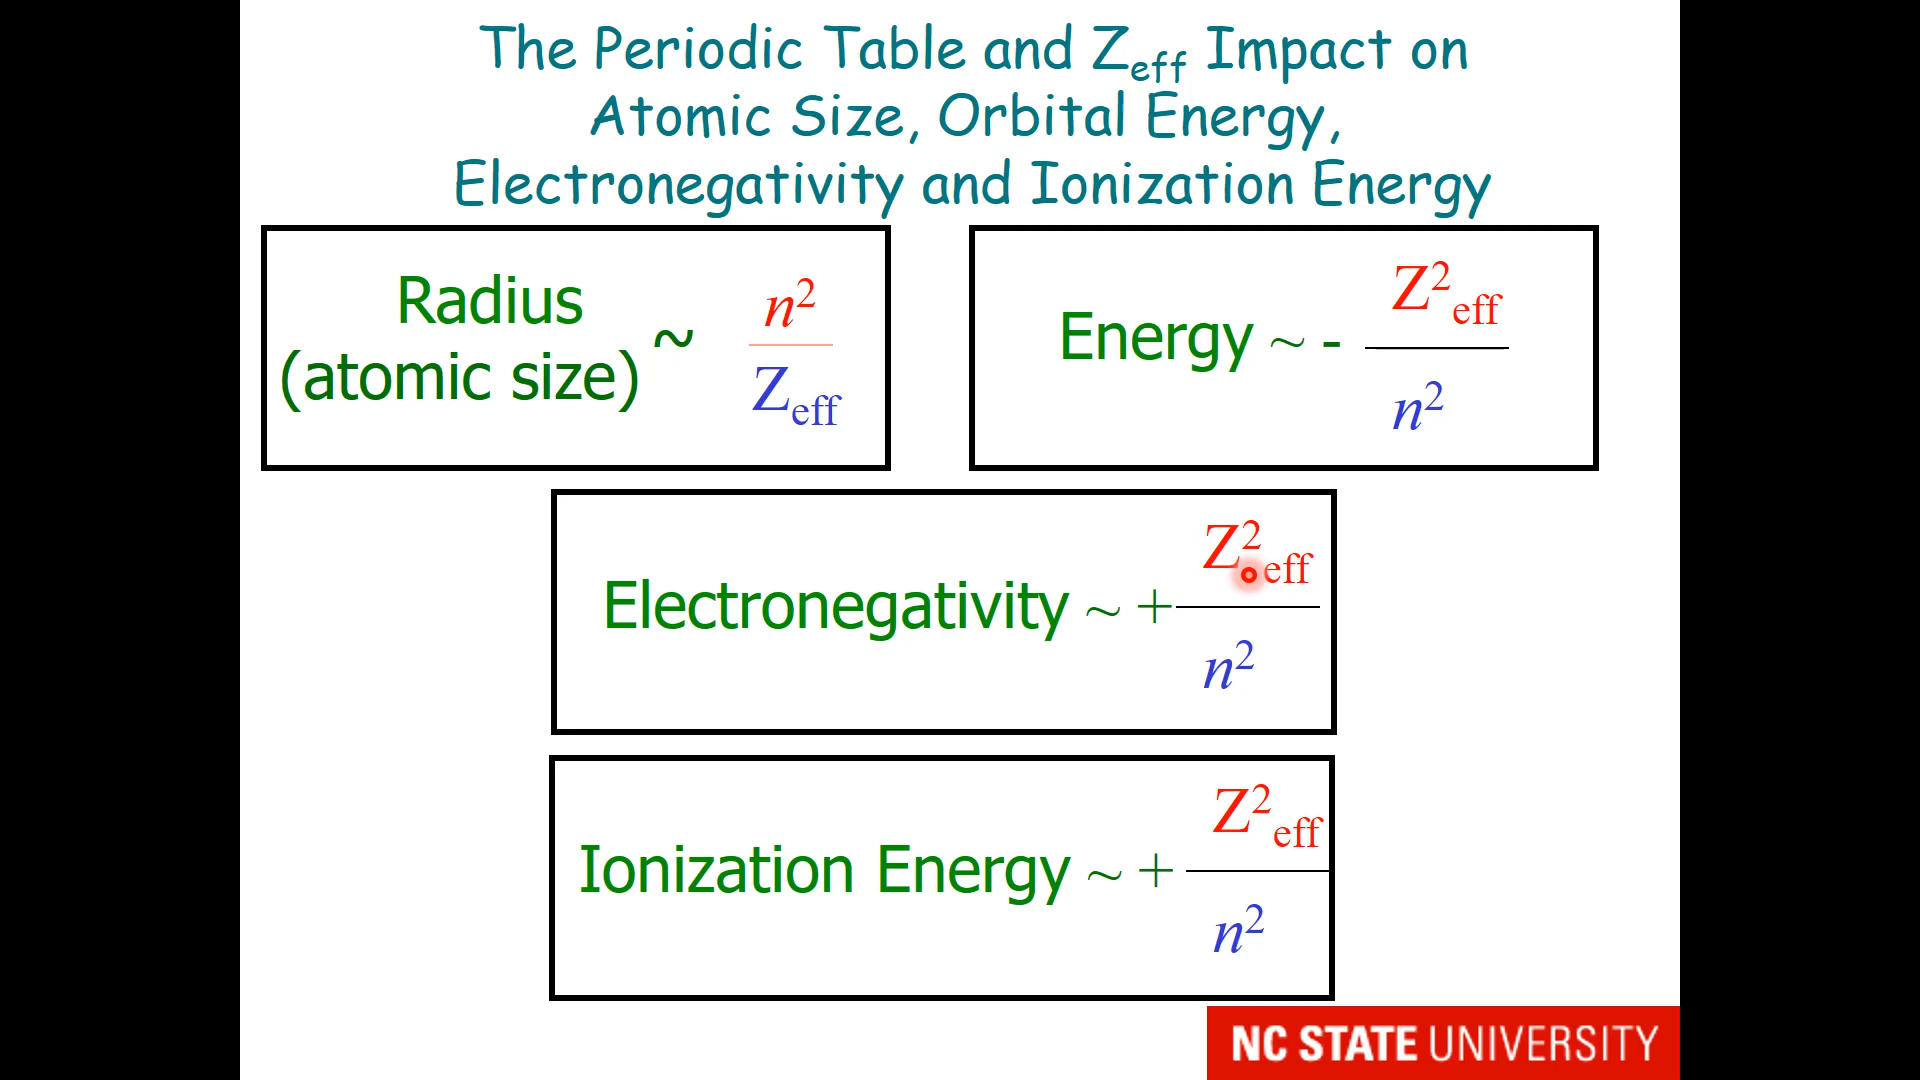 The Periodic Table and Zeff Impact on
Atomic Size, Orbital Energy,
Electronegativity and Ionization Energy
Radius
(atomic size) ~ n²/Zeff
Energy ~ - Z²eff/n²
Electronegativity ~ + Z²eff/n²
Ionization Energy ~ + Z²eff/n²
NC STATE UNIVERSITY